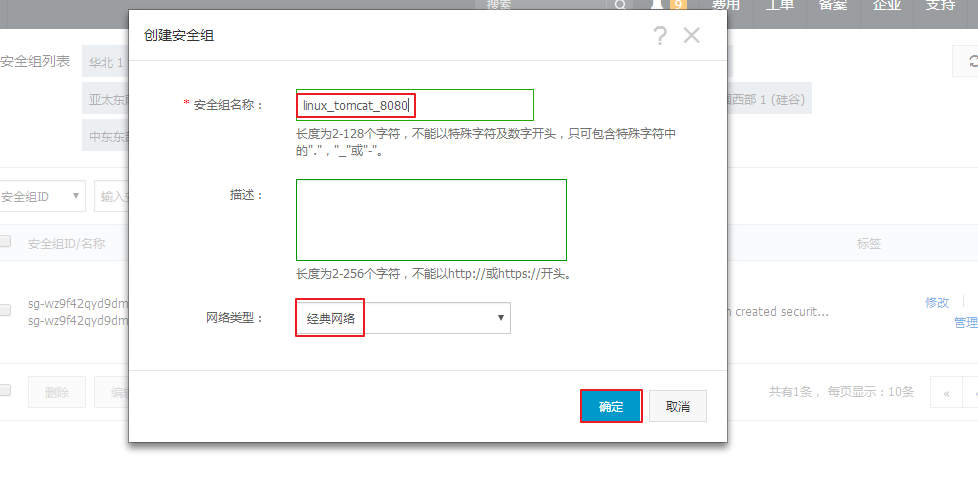 搜索 9 费用 工单 备案 企业 支持
创建安全组
安全组列表 华北 1
亚太东南
国西部 1 (硅谷)
中东东部
* 安全组名称：
linux_tomcat_8080
长度为2-128个字符，不能以特殊字符及数字开头，只可包含特殊字符中
的"."，"_"或"-"。
安全组ID 输入
描述：
长度为2-256个字符，不能以http://或https://开头。
安全组ID/名称 标签
sg-wz9f42qyd9dm
sg-wz9f42qyd9dm
网络类型：
经典网络
created securit...
修改
管理
删除 编辑
共有1条， 每页显示：10条 «
确定 取消